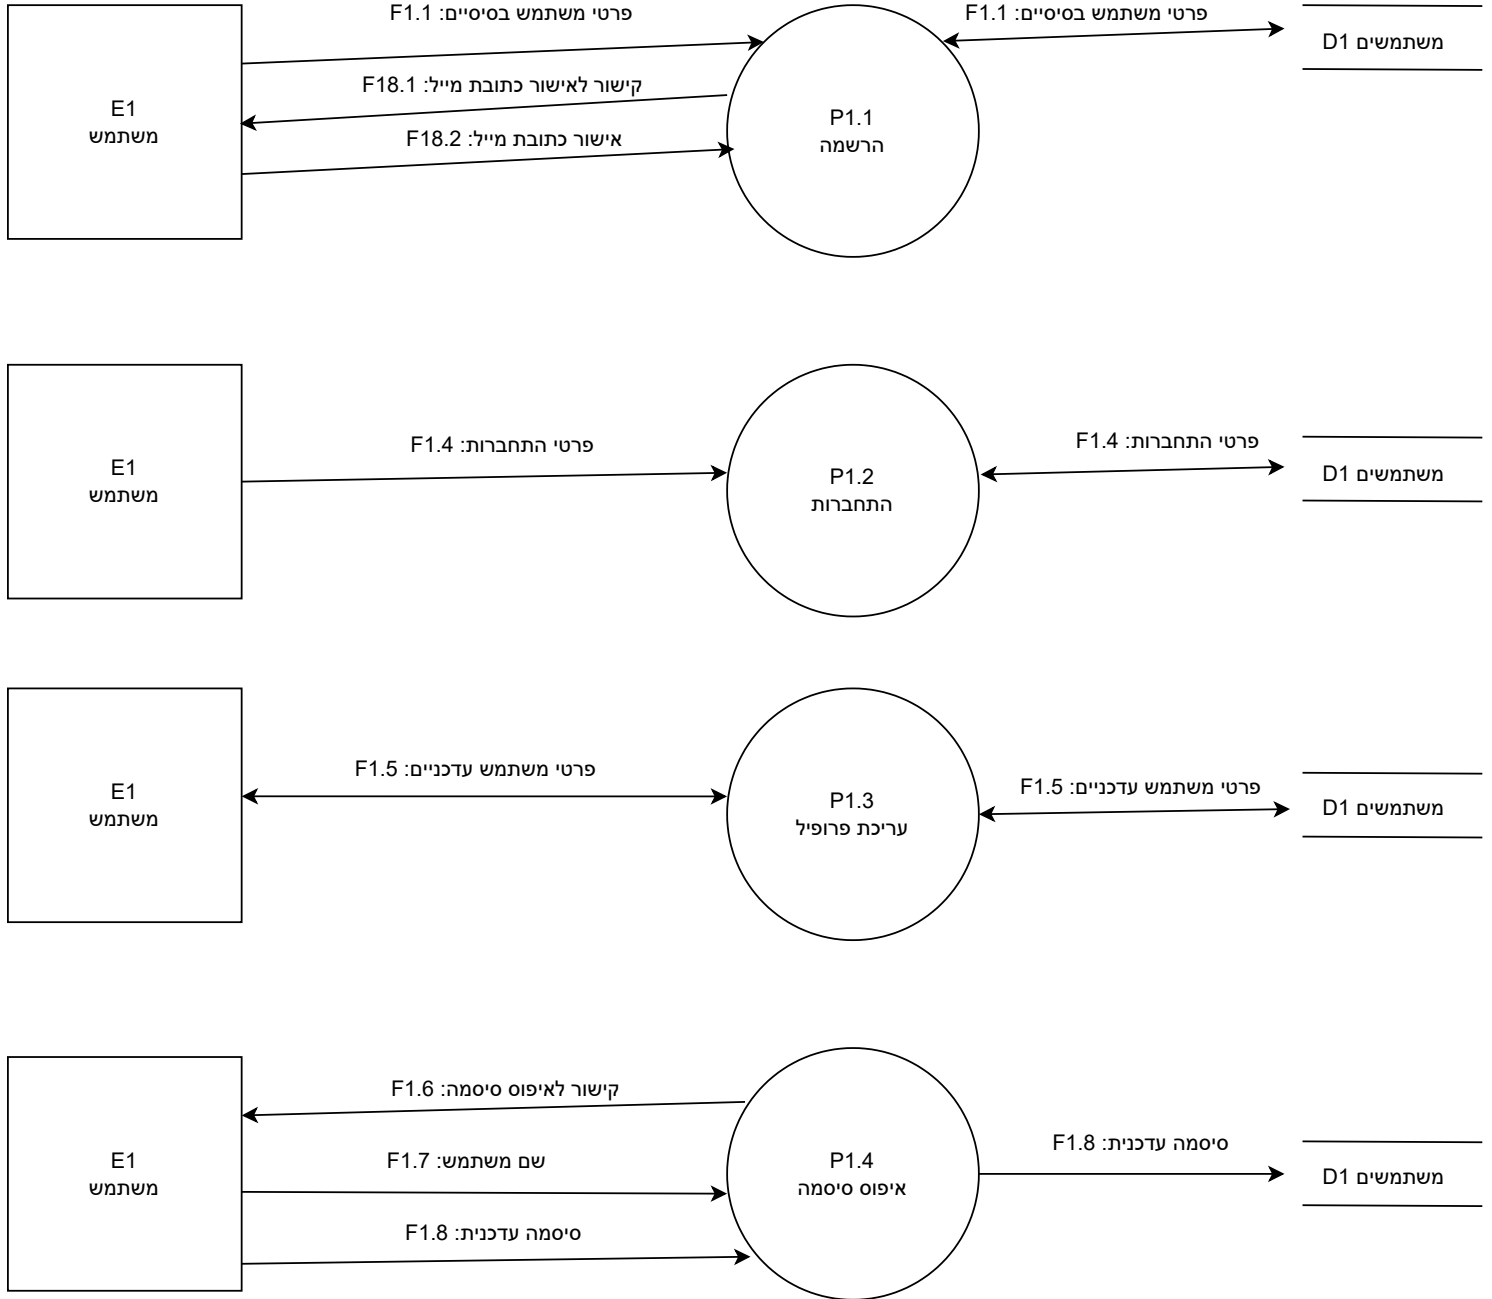 פרטי משתמש בסיסיים: F1.1
פרטי משתמש בסיסיים: F1.1
משתמשים D1
קישור לאישור כתובת מייל: F18.1
E1
משתמש
P1.1
הרשמה
אישור כתובת מייל: F18.2
פרטי התחברות: F1.4
פרטי התחברות: F1.4
E1
משתמש
P1.2
התחברות
משתמשים D1
פרטי משתמש עדכניים: F1.5
פרטי משתמש עדכניים: F1.5
E1
משתמש
P1.3
עריכת פרופיל
משתמשים D1
קישור לאיפוס סיסמה: F1.6
סיסמה עדכנית: F1.8
E1
משתמש
שם משתמש: F1.7
P1.4
איפוס סיסמה
משתמשים D1
סיסמה עדכנית: F1.8